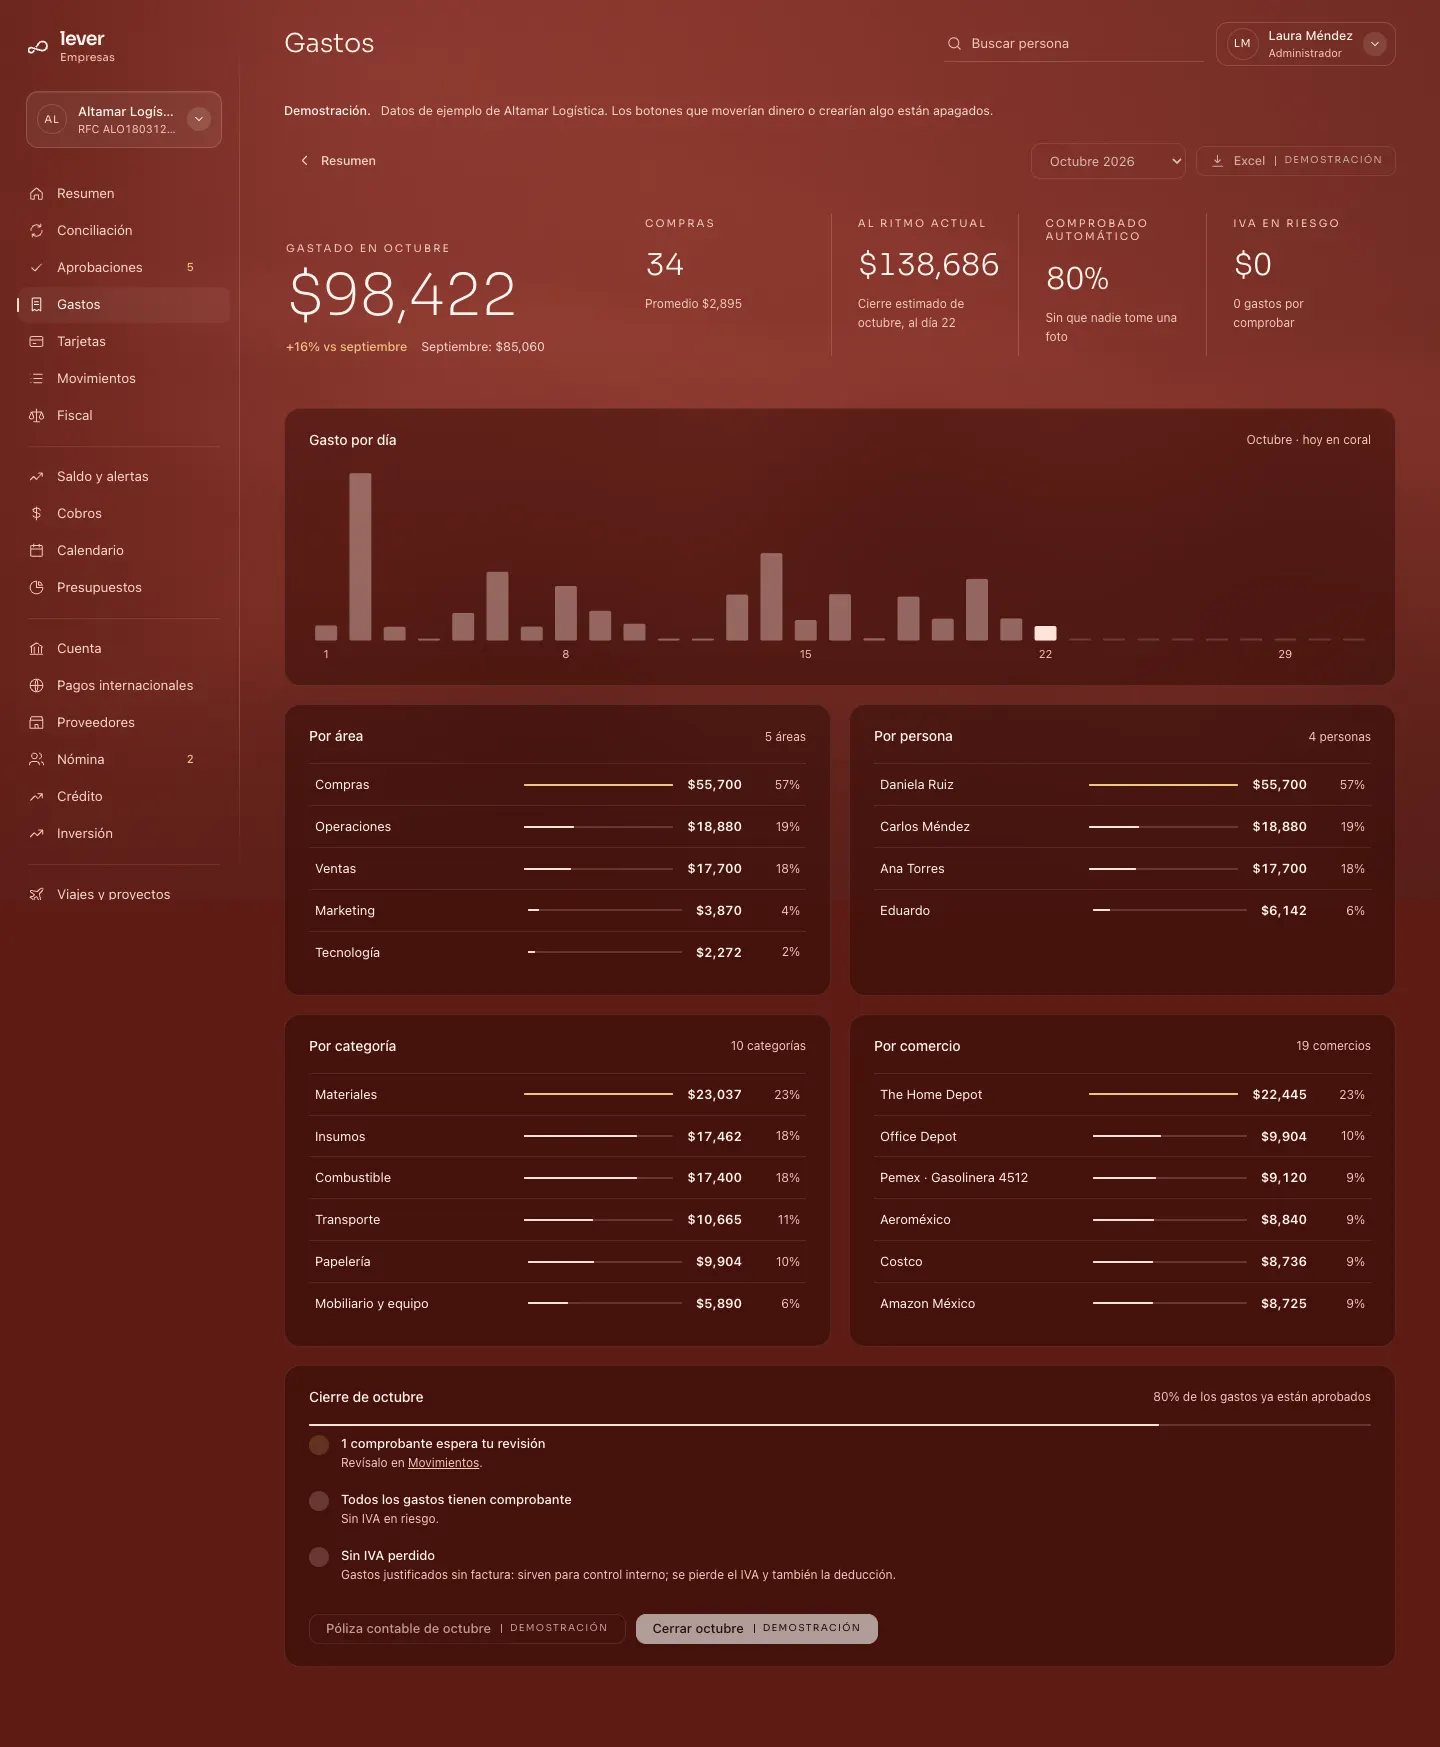 lever
Empresas
AL
Altamar Logís...
RFC ALO180312...
Resumen
Conciliación
Aprobaciones 5
Gastos
Tarjetas
Movimientos
Fiscal
Saldo y alertas
Cobros
Calendario
Presupuestos
Cuenta
Pagos internacionales
Proveedores
Nómina 2
Crédito
Inversión
Viajes y proyectos
Gastos
Buscar persona
LM
Laura Méndez
Administrador
Demostración. Datos de ejemplo de Altamar Logística. Los botones que moverían dinero o crearían algo están apagados.
Resumen
Octubre 2026
Excel | DEMOSTRACIÓN
GASTADO EN OCTUBRE
$98,422
+16% vs septiembre Septiembre: $85,060
COMPRAS
34
Promedio $2,895
AL RITMO ACTUAL
$138,686
Cierre estimado de
octubre, al día 22
COMPROBADO
AUTOMÁTICO
80%
Sin que nadie tome una
foto
IVA EN RIESGO
$0
0 gastos por
comprobar
Gasto por día
Octubre · hoy en coral
1 8 15 22 29
Por área
5 áreas
Compras $55,700 57%
Operaciones $18,880 19%
Ventas $17,700 18%
Marketing $3,870 4%
Tecnología $2,272 2%
Por persona
4 personas
Daniela Ruiz $55,700 57%
Carlos Méndez $18,880 19%
Ana Torres $17,700 18%
Eduardo $6,142 6%
Por categoría
10 categorías
Materiales $23,037 23%
Insumos $17,462 18%
Combustible $17,400 18%
Transporte $10,665 11%
Papelería $9,904 10%
Mobiliario y equipo $5,890 6%
Por comercio
19 comercios
The Home Depot $22,445 23%
Office Depot $9,904 10%
Pemex · Gasolinera 4512 $9,120 9%
Aeroméxico $8,840 9%
Costco $8,736 9%
Amazon México $8,725 9%
Cierre de octubre
80% de los gastos ya están aprobados
1 comprobante espera tu revisión
Revísalo en Movimientos.
Todos los gastos tienen comprobante
Sin IVA en riesgo.
Sin IVA perdido
Gastos justificados sin factura: sirven para control interno; se pierde el IVA y también la deducción.
Póliza contable de octubre | DEMOSTRACIÓN
Cerrar octubre | DEMOSTRACIÓN